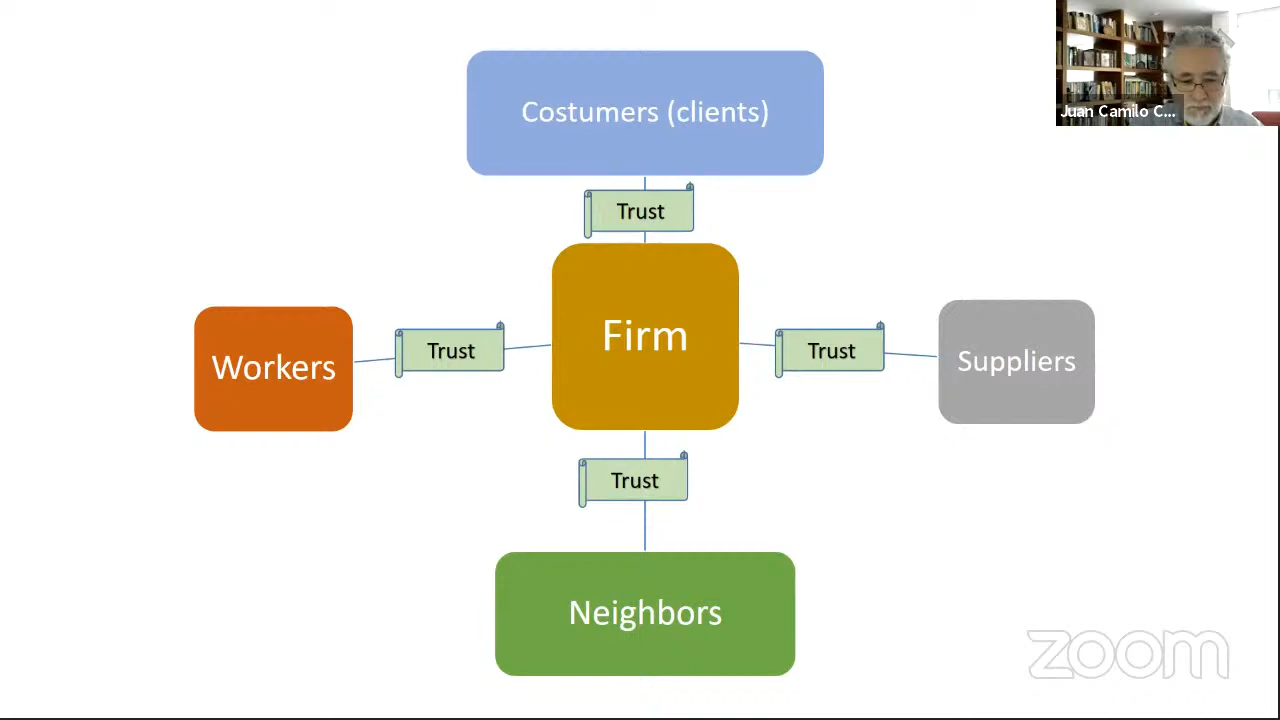 Costumers (clients)
Juan Camilo C...
Trust
Firm
Workers
Trust
Trust
Suppliers
Trust
Neighbors
zoom